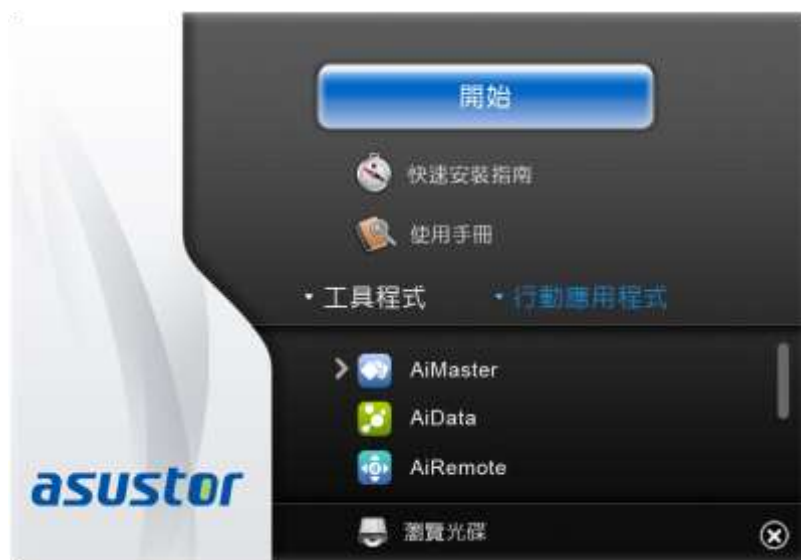 開始
快速安裝指南
使用手冊
・工具程式 ・行動應用程式
AiMaster
AiData
AiRemote
asustor
瀏覽光碟